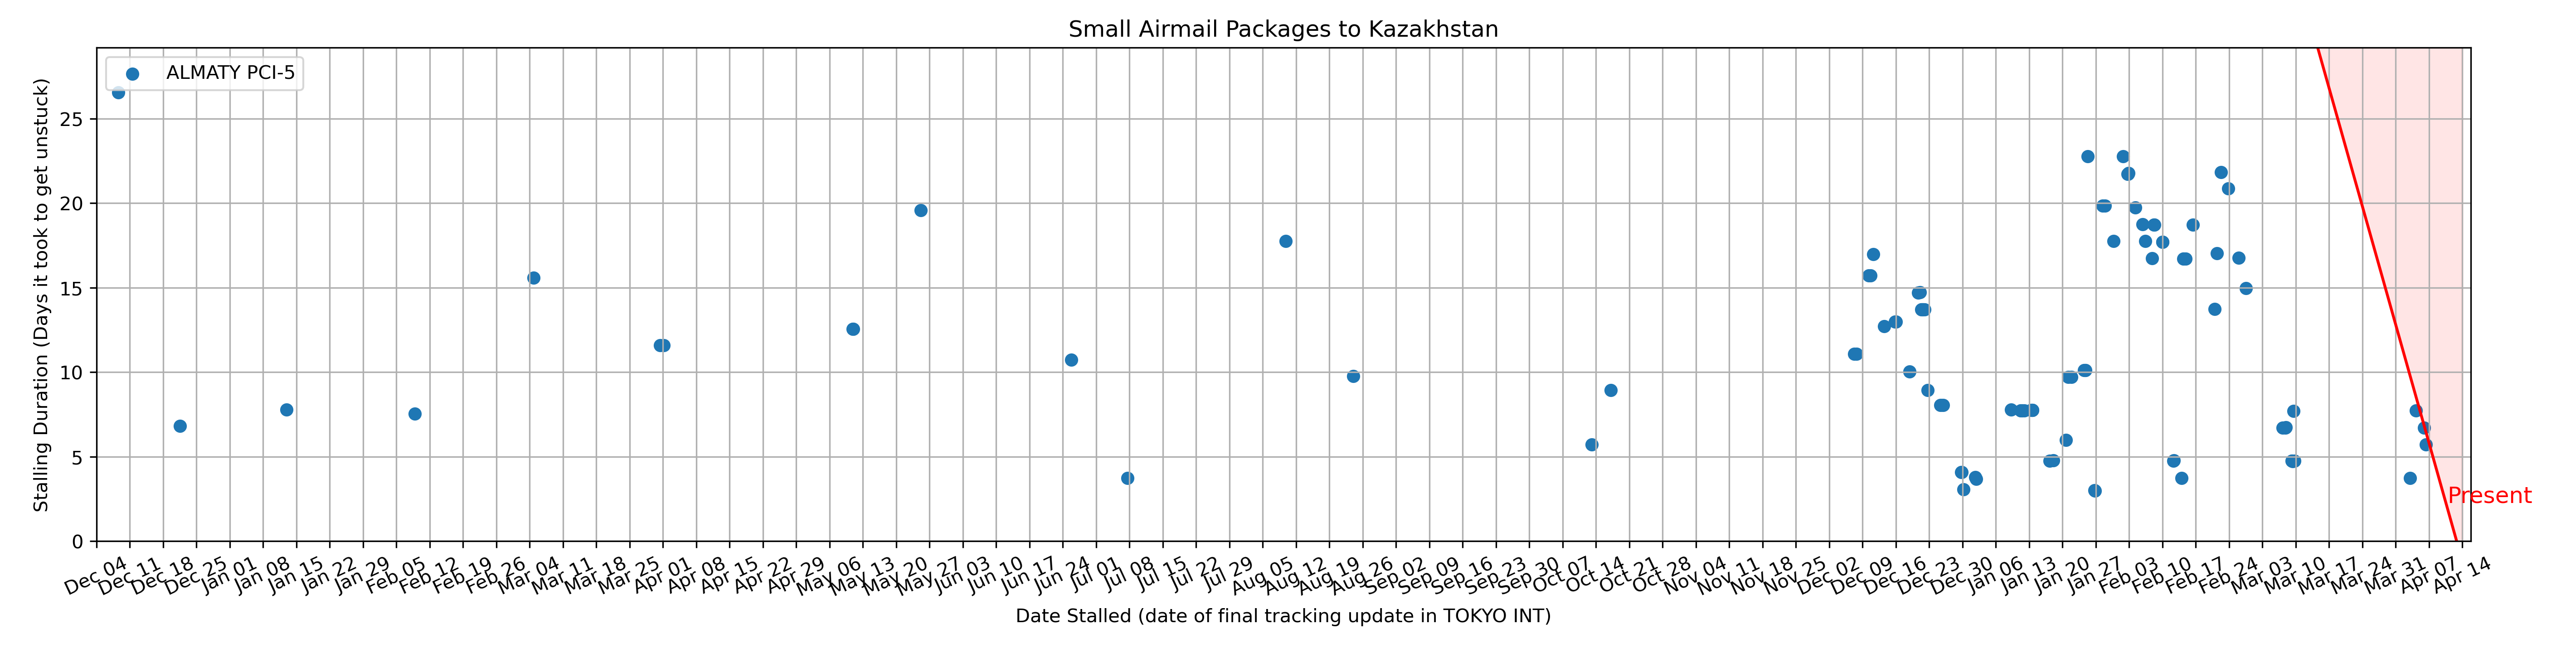 Small Airmail Packages to Kazakhstan
ALMATY PCI-5
Stalling Duration (Days it took to get unstuck)
25
20
15
10
5
0
Present
Dec 04 Dec 11 Dec 18 Dec 25 Jan 01 Jan 08 Jan 15 Jan 22 Jan 29 Feb 05 Feb 12 Feb 19 Feb 26 Mar 04 Mar 11 Mar 18 Mar 25 Apr 01 Apr 08 Apr 15 Apr 22 Apr 29 May 06 May 13 May 20 May 27 Jun 03 Jun 10 Jun 17 Jun 24 Jul 01 Jul 08 Jul 15 Jul 22 Jul 29 Aug 05 Aug 12 Aug 19 Aug 26 Sep 02 Sep 09 Sep 16 Sep 23 Sep 30 Oct 07 Oct 14 Oct 21 Oct 28 Nov 04 Nov 11 Nov 18 Nov 25 Dec 02 Dec 09 Dec 16 Dec 23 Dec 30 Jan 06 Jan 13 Jan 20 Jan 27 Feb 03 Feb 10 Feb 17 Feb 24 Mar 03 Mar 10 Mar 17 Mar 24 Mar 31 Apr 07 Apr 14
Date Stalled (date of final tracking update in TOKYO INT)